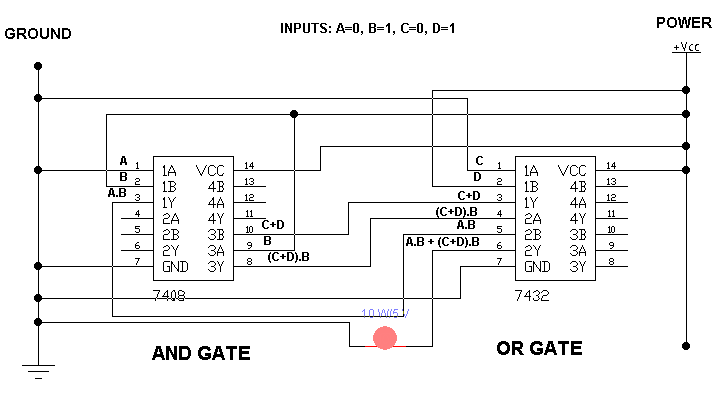 INPUTS: A=0, B=1, C=0, D=1
GROUND
POWER
+Vcc
A 1 1A VCC 14
B 2 1B 4B 13
A.B 3 1Y 4A 12
4 2A 4Y 11
5 2B 3B 10 C+D
6 2Y 3A 9 B
7 GND 3Y 8 (C+D).B
7408
C 1 1A VCC 14
D 2 1B 4B 13
C+D 3 1Y 4A 12
(C+D).B 4 2A 4Y 11
A.B 5 2B 3B 10
A.B + (C+D).B 6 2Y 3A 9
7 GND 3Y 8
7432
10 W(5 V
AND GATE
OR GATE